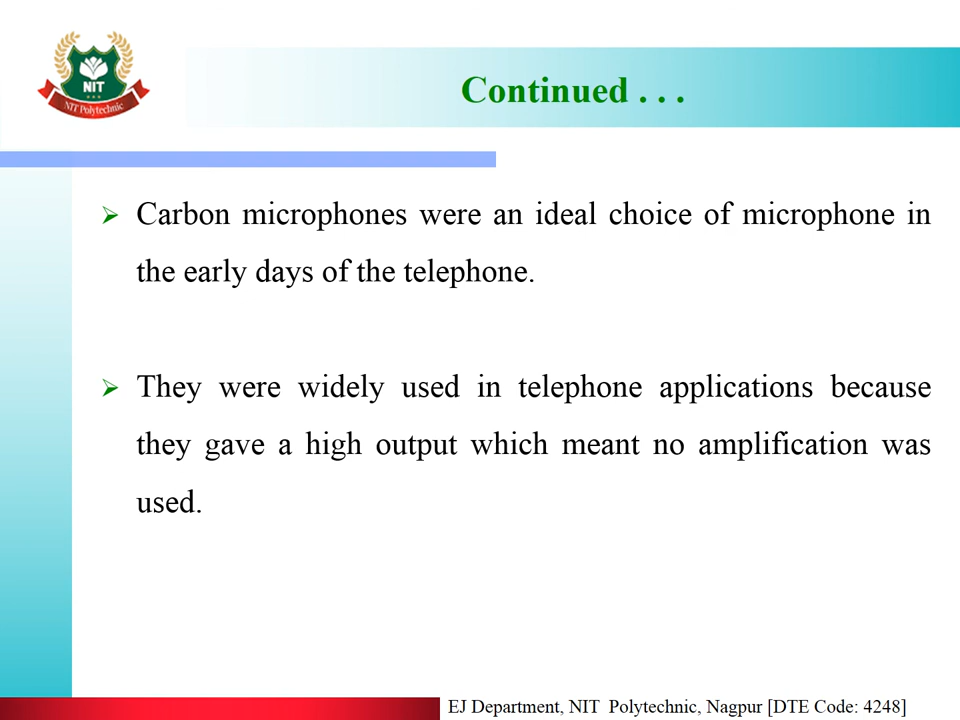 NIT
NIT Polytechnic
Continued . . .
Carbon microphones were an ideal choice of microphone in
the early days of the telephone.
They were widely used in telephone applications because
they gave a high output which meant no amplification was
used.
EJ Department, NIT Polytechnic, Nagpur [DTE Code: 4248]